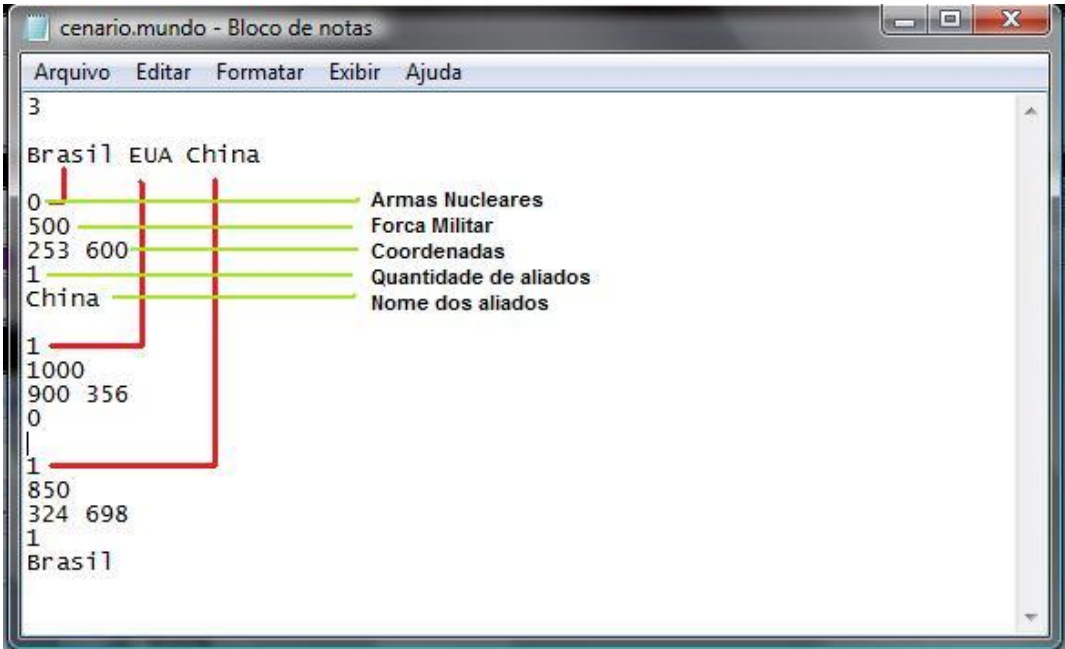 cenario.mundo - Bloco de notas
Arquivo Editar Formatar Exibir Ajuda
3
Brasil EUA China
0 Armas Nucleares
500 Forca Militar
253 600 Coordenadas
1 Quantidade de aliados
China Nome dos aliados
1
1000
900 356
0
1
850
324 698
1
Brasil